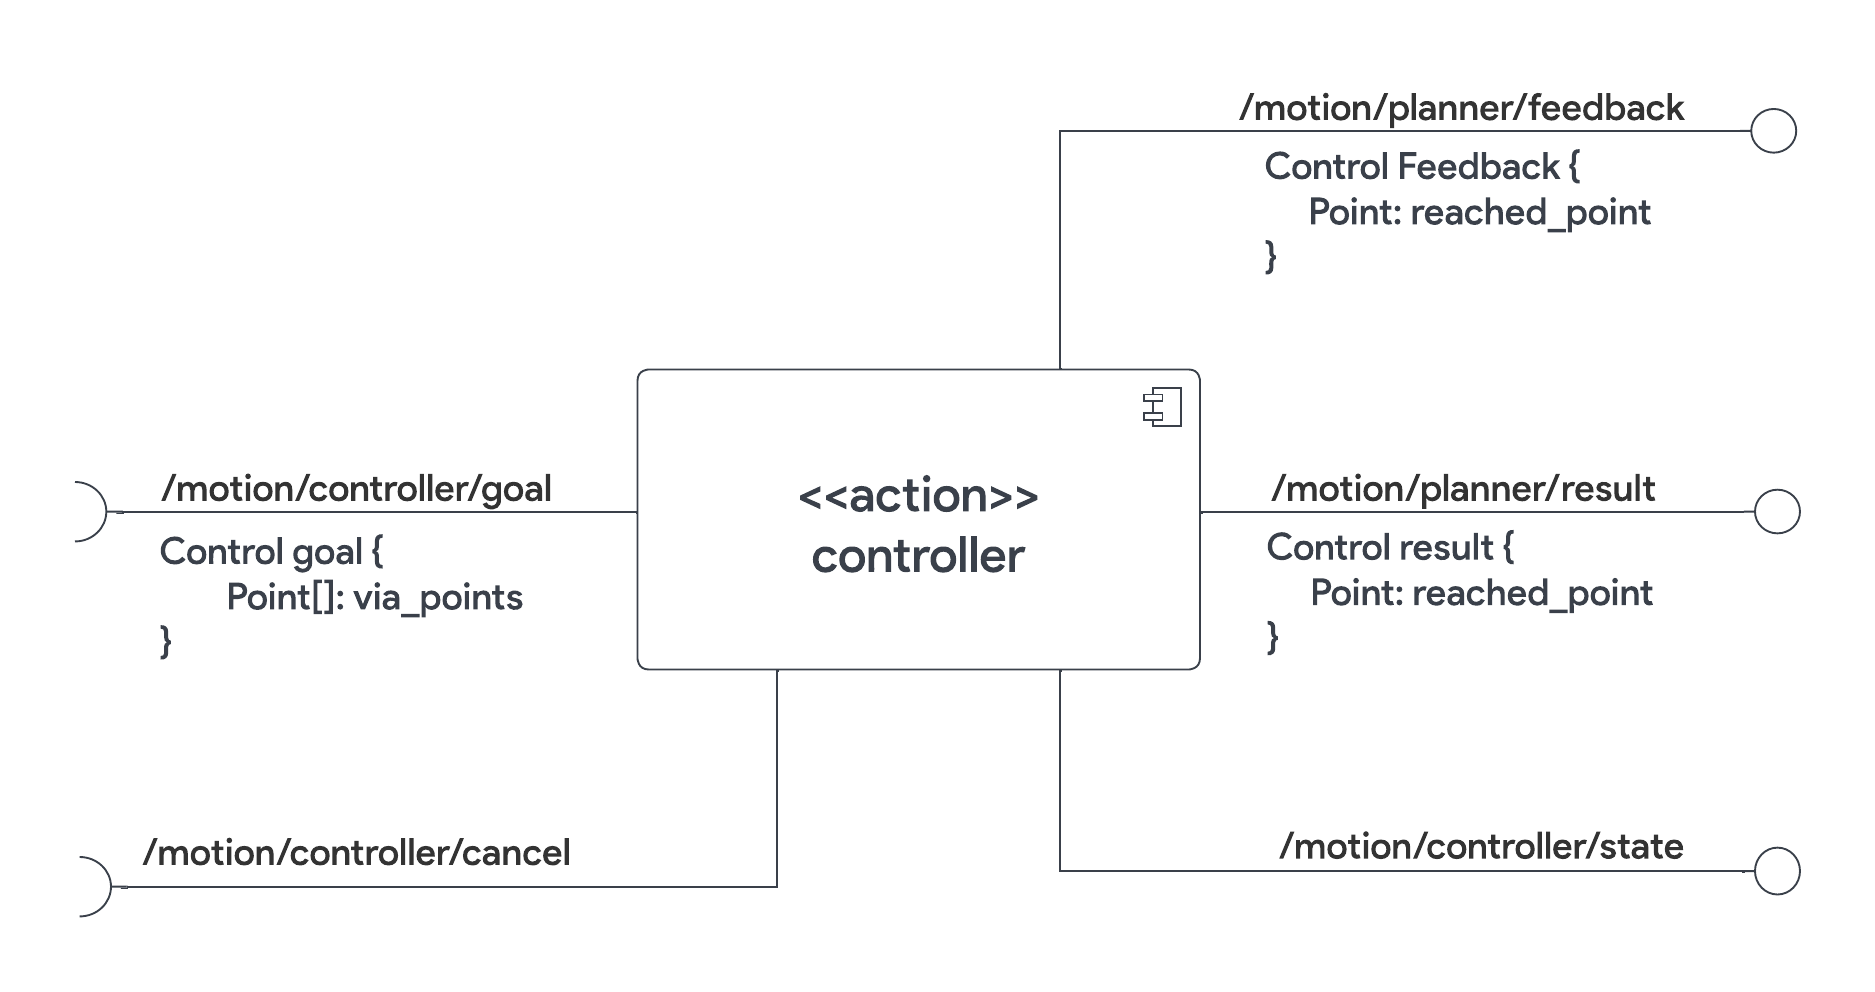 /motion/planner/feedback
Control Feedback {
Point: reached_point
}
/motion/controller/goal
Control goal {
Point[]: via_points
}
<<action>>
controller
/motion/planner/result
Control result {
Point: reached_point
}
/motion/controller/cancel
/motion/controller/state